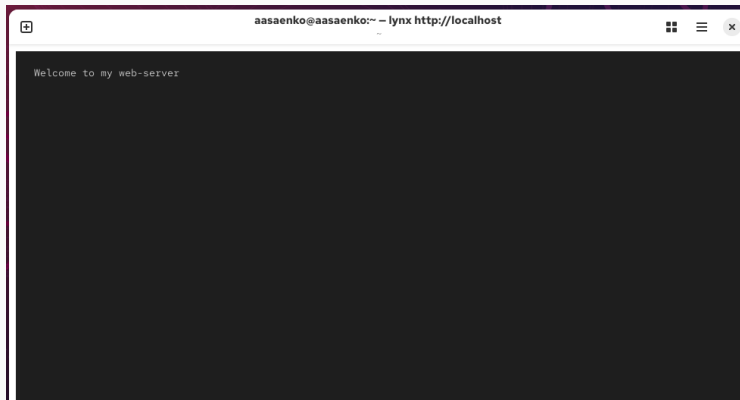 aasaenko@aasaenko:~ — lynx http://localhost
~
Welcome to my web-server